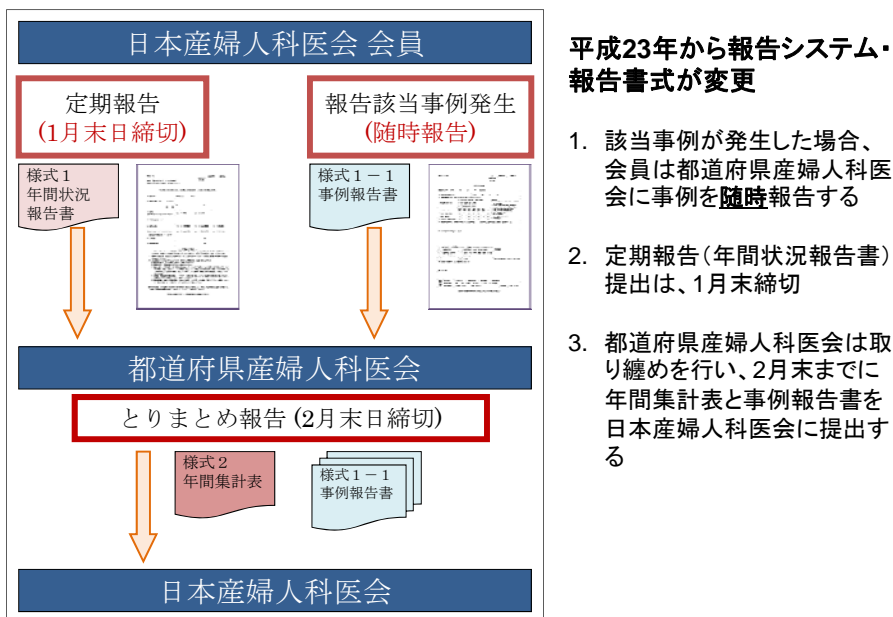 日本産婦人科医会 会員
定期報告
(1月末日締切)
報告該当事例発生
(随時報告)
様式１
年間状況
報告書
様式１－１
事例報告書
都道府県産婦人科医会
とりまとめ報告 (2月末日締切)
様式２
年間集計表
様式１－１
事例報告書
日本産婦人科医会
平成23年から報告システム・
報告書式が変更
1. 該当事例が発生した場合、
会員は都道府県産婦人科医
会に事例を随時報告する
2. 定期報告（年間状況報告書）
提出は、1月末締切
3. 都道府県産婦人科医会は取
り纏めを行い、2月末までに
年間集計表と事例報告書を
日本産婦人科医会に提出す
る